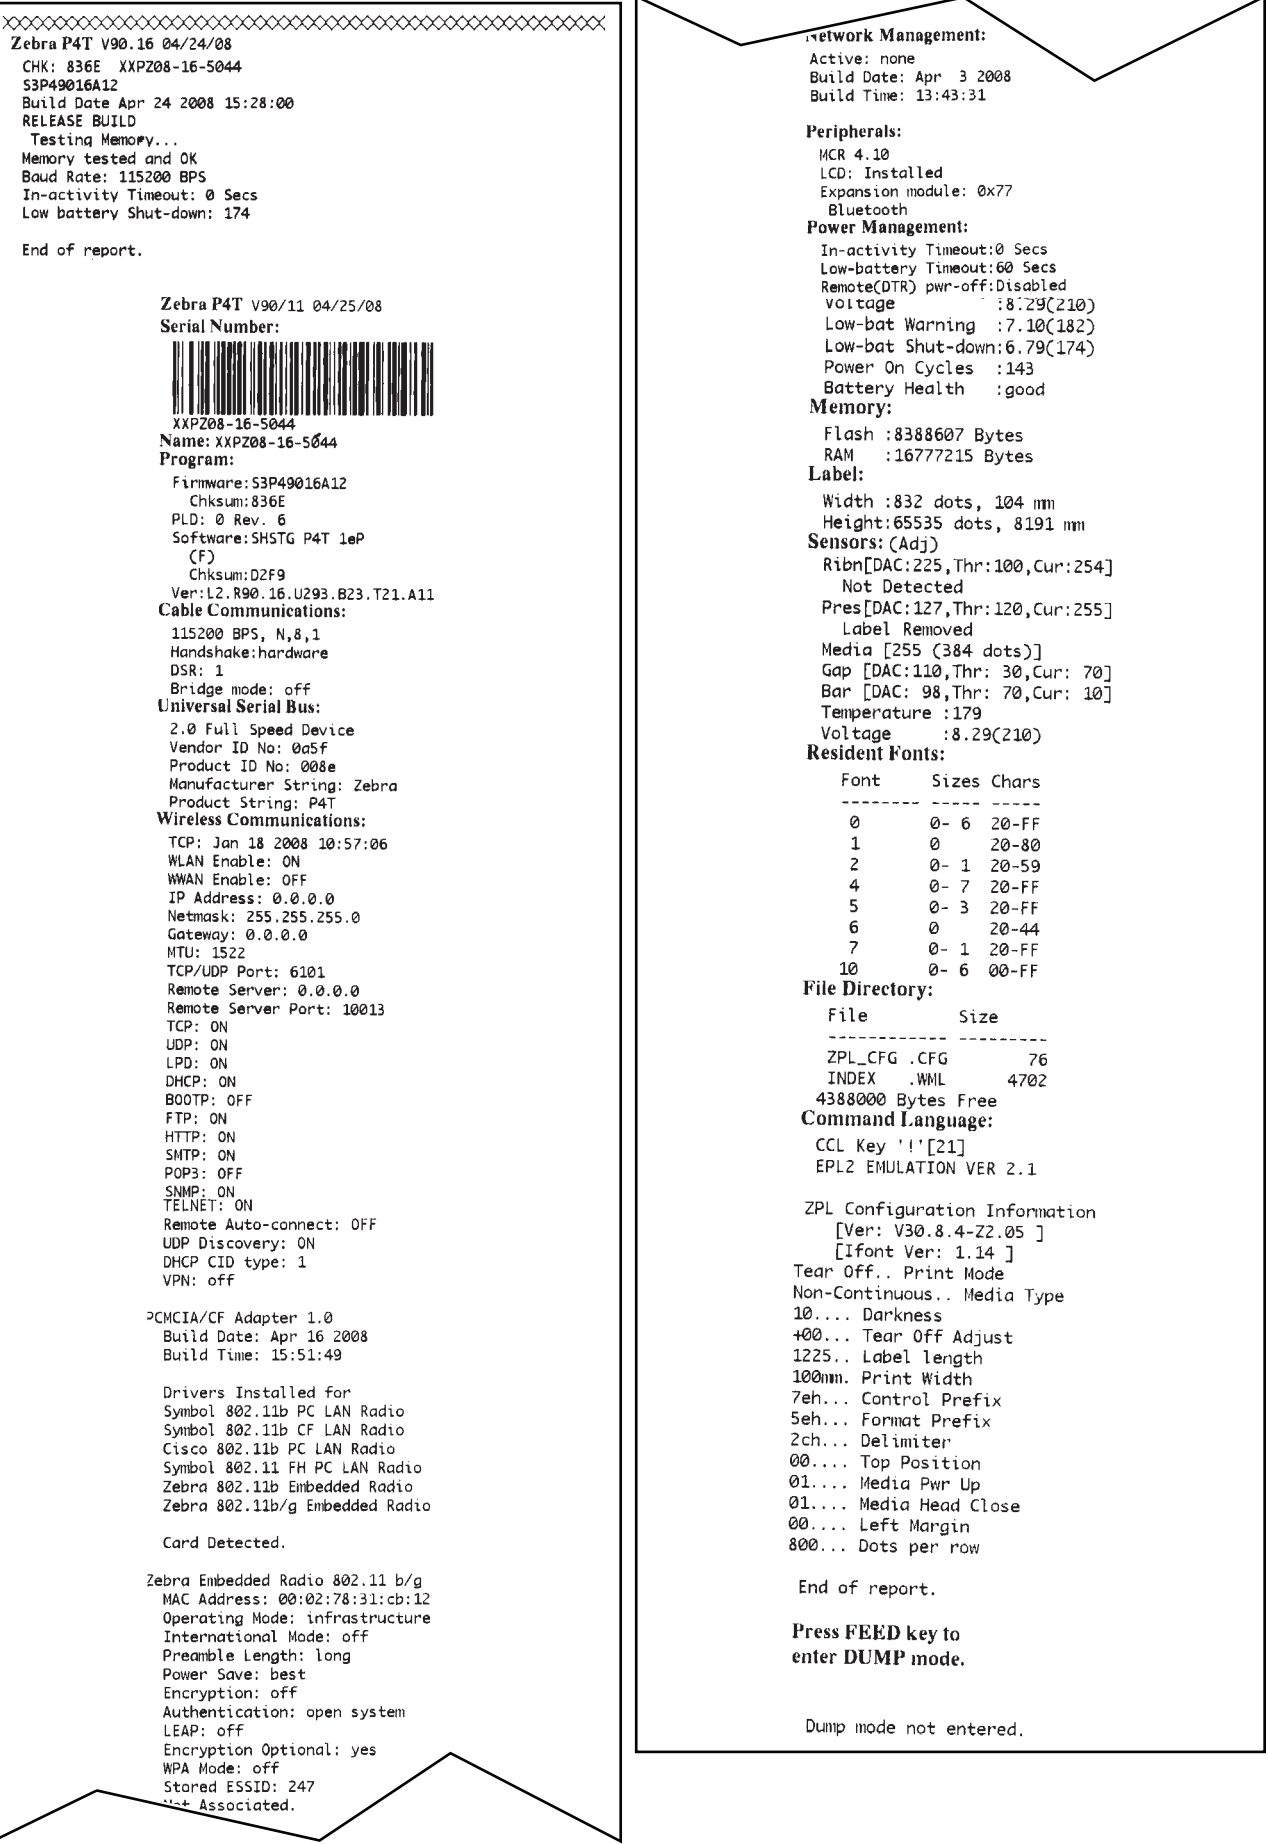 Zebra P4T V90.16 04/24/08
CHK: 836E XXPZ08-16-5044
S3P49016A12
Build Date Apr 24 2008 15:28:00
RELEASE BUILD
Testing Memory...
Memory tested and OK
Baud Rate: 115200 BPS
In-activity Timeout: 0 Secs
Low battery Shut-down: 174
End of report.
Zebra P4T V90/11 04/25/08
Serial Number:
XXPZ08-16-5044
Name: XXPZ08-16-5044
Program:
Firmware:S3P49016A12
Chksum:836E
PLD: 0 Rev. 6
Software:SHSTG P4T 1eP
(F)
Chksum:D2F9
Ver:L2.R90.16.U293.B23.T21.A11
Cable Communications:
115200 BPS, N,8,1
Handshake:hardware
DSR: 1
Bridge mode: off
Universal Serial Bus:
2.0 Full Speed Device
Vendor ID No: 0a5f
Product ID No: 008e
Manufacturer String: Zebra
Product String: P4T
Wireless Communications:
TCP: Jan 18 2008 10:57:06
WLAN Enable: ON
WWAN Enable: OFF
IP Address: 0.0.0.0
Netmask: 255.255.255.0
Gateway: 0.0.0.0
MTU: 1522
TCP/UDP Port: 6101
Remote Server: 0.0.0.0
Remote Server Port: 10013
TCP: ON
UDP: ON
LPD: ON
DHCP: ON
BOOTP: OFF
FTP: ON
HTTP: ON
SMTP: ON
POP3: OFF
SNMP: ON
TELNET: ON
Remote Auto-connect: OFF
UDP Discovery: ON
DHCP CID type: 1
VPN: off
PCMCIA/CF Adapter 1.0
Build Date: Apr 16 2008
Build Time: 15:51:49
Drivers Installed for
Symbol 802.11b PC LAN Radio
Symbol 802.11b CF LAN Radio
Cisco 802.11b PC LAN Radio
Symbol 802.11 FH PC LAN Radio
Zebra 802.11b Embedded Radio
Zebra 802.11b/g Embedded Radio
Card Detected.
Zebra Embedded Radio 802.11 b/g
MAC Address: 00:02:78:31:cb:12
Operating Mode: infrastructure
International Mode: off
Preamble Length: long
Power Save: best
Encryption: off
Authentication: open system
LEAP: off
Encryption Optional: yes
WPA Mode: off
Stored ESSID: 247
Not Associated.
Network Management:
Active: none
Build Date: Apr 3 2008
Build Time: 13:43:31
Peripherals:
MCR 4.10
LCD: Installed
Expansion module: 0x77
Bluetooth
Power Management:
In-activity Timeout:0 Secs
Low-battery Timeout:60 Secs
Remote(DTR) pwr-off:Disabled
Voltage :8.29(210)
Low-bat Warning :7.10(182)
Low-bat Shut-down:6.79(174)
Power On Cycles :143
Battery Health :good
Memory:
Flash :8388607 Bytes
RAM :16777215 Bytes
Label:
Width :832 dots, 104 mm
Height:65535 dots, 8191 mm
Sensors: (Adj)
Ribn[DAC:225,Thr:100,Cur:254]
Not Detected
Pres[DAC:127,Thr:120,Cur:255]
Label Removed
Media [255 (384 dots)]
Gap [DAC:110,Thr: 30,Cur: 70]
Bar [DAC: 98,Thr: 70,Cur: 10]
Temperature :179
Voltage :8.29(210)
Resident Fonts:
Font Sizes Chars
-------- ----- -----
0 0- 6 20-FF
1 0 20-80
2 0- 1 20-59
4 0- 7 20-FF
5 0- 3 20-FF
6 0 20-44
7 0- 1 20-FF
10 0- 6 00-FF
File Directory:
File Size
------------ ---------
ZPL_CFG .CFG 76
INDEX .WML 4702
4388000 Bytes Free
Command Language:
CCL Key '!'[21]
EPL2 EMULATION VER 2.1
ZPL Configuration Information
[Ver: V30.8.4-Z2.05 ]
[Ifont Ver: 1.14 ]
Tear Off.. Print Mode
Non-Continuous.. Media Type
10.... Darkness
+00... Tear Off Adjust
1225.. Label length
100mm. Print Width
7eh... Control Prefix
5eh... Format Prefix
2ch... Delimiter
00.... Top Position
01.... Media Pwr Up
01.... Media Head Close
00.... Left Margin
800... Dots per row
End of report.
Press FEED key to
enter DUMP mode.
Dump mode not entered.